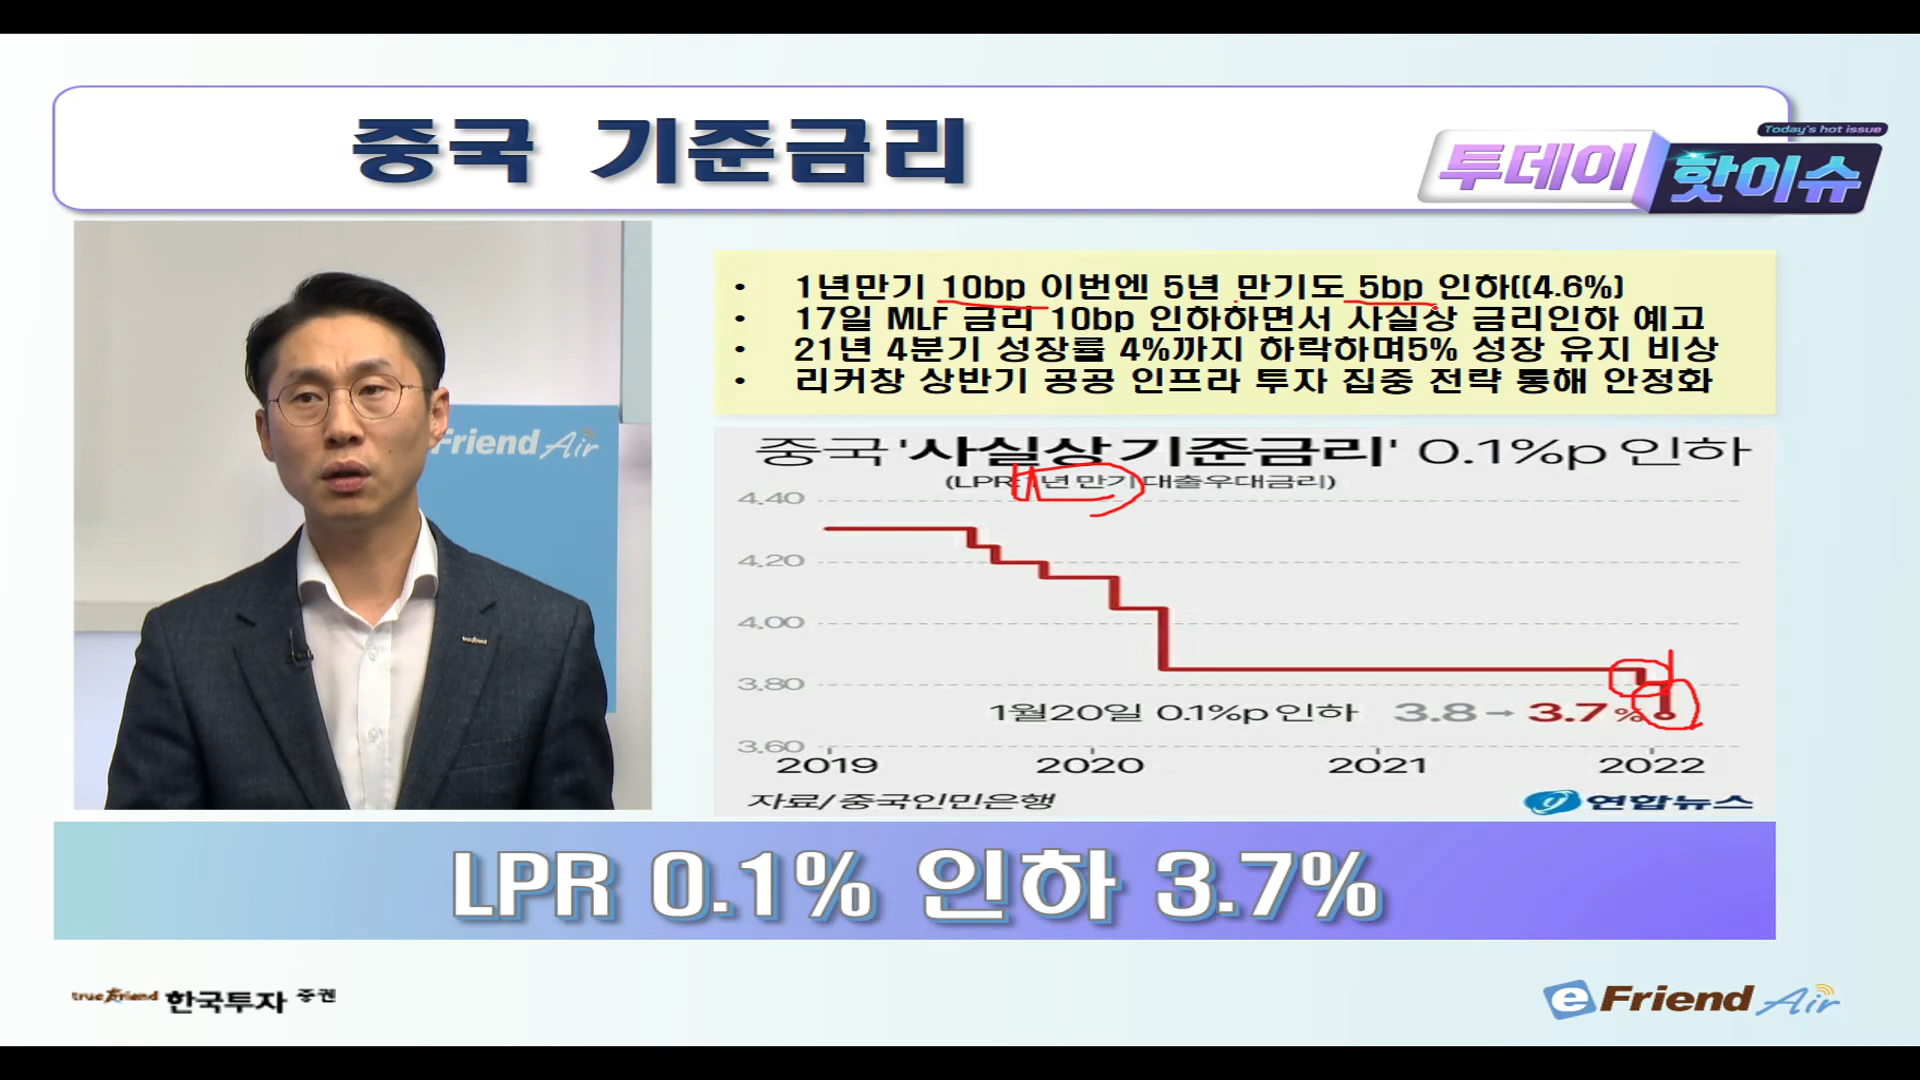 중국 기준금리
Today's hot issue
투데이 핫이슈
Friend Air
• 1년만기 10bp 이번엔 5년 만기도 5bp 인하((4.6%)
• 17일 MLF 금리 10bp 인하하면서 사실상 금리인하 예고
• 21년 4분기 성장률 4%까지 하락하며5% 성장 유지 비상
• 리커창 상반기 공공 인프라 투자 집중 전략 통해 안정화
중국 '사실상 기준금리' 0.1%p 인하
(LPR 1년 만기 대출우대금리)
4.40
4.20
4.00
3.80
1월20일 0.1%p 인하 3.8 → 3.7%
3.60
2019 2020 2021 2022
자료/중국인민은행
연합뉴스
LPR 0.1% 인하 3.7%
true friend 한국투자 증권
e Friend Air